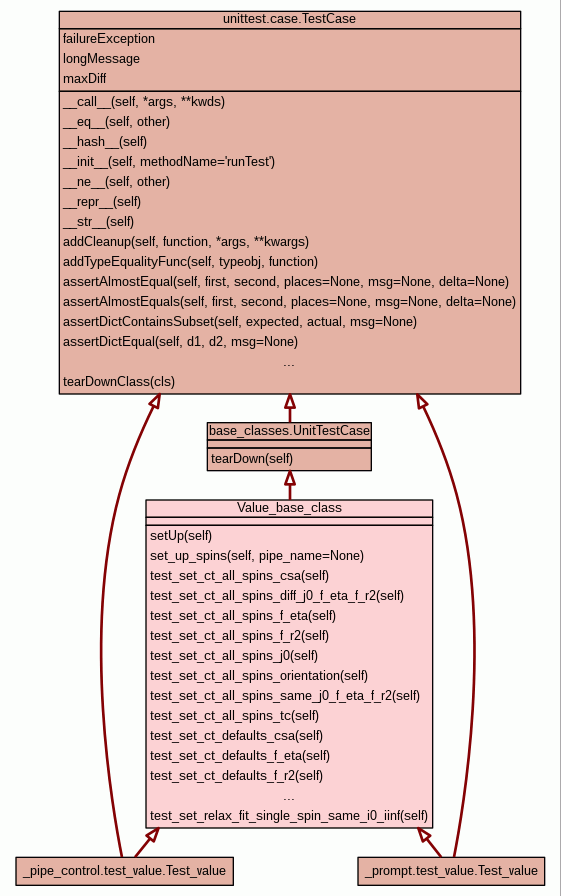 unittest.case.TestCase
failureException
longMessage
maxDiff
__call__(self, *args, **kwds)
__eq__(self, other)
__hash__(self)
__init__(self, methodName='runTest')
__ne__(self, other)
__repr__(self)
__str__(self)
addCleanup(self, function, *args, **kwargs)
addTypeEqualityFunc(self, typeobj, function)
assertAlmostEqual(self, first, second, places=None, msg=None, delta=None)
assertAlmostEquals(self, first, second, places=None, msg=None, delta=None)
assertDictContainsSubset(self, expected, actual, msg=None)
assertDictEqual(self, d1, d2, msg=None)
...
tearDownClass(cls)
base_classes.UnitTestCase
tearDown(self)
Value_base_class
setUp(self)
set_up_spins(self, pipe_name=None)
test_set_ct_all_spins_csa(self)
test_set_ct_all_spins_diff_j0_f_eta_f_r2(self)
test_set_ct_all_spins_f_eta(self)
test_set_ct_all_spins_f_r2(self)
test_set_ct_all_spins_j0(self)
test_set_ct_all_spins_orientation(self)
test_set_ct_all_spins_same_j0_f_eta_f_r2(self)
test_set_ct_all_spins_tc(self)
test_set_ct_defaults_csa(self)
test_set_ct_defaults_f_eta(self)
test_set_ct_defaults_f_r2(self)
...
test_set_relax_fit_single_spin_same_i0_iinf(self)
_pipe_control.test_value.Test_value
_prompt.test_value.Test_value